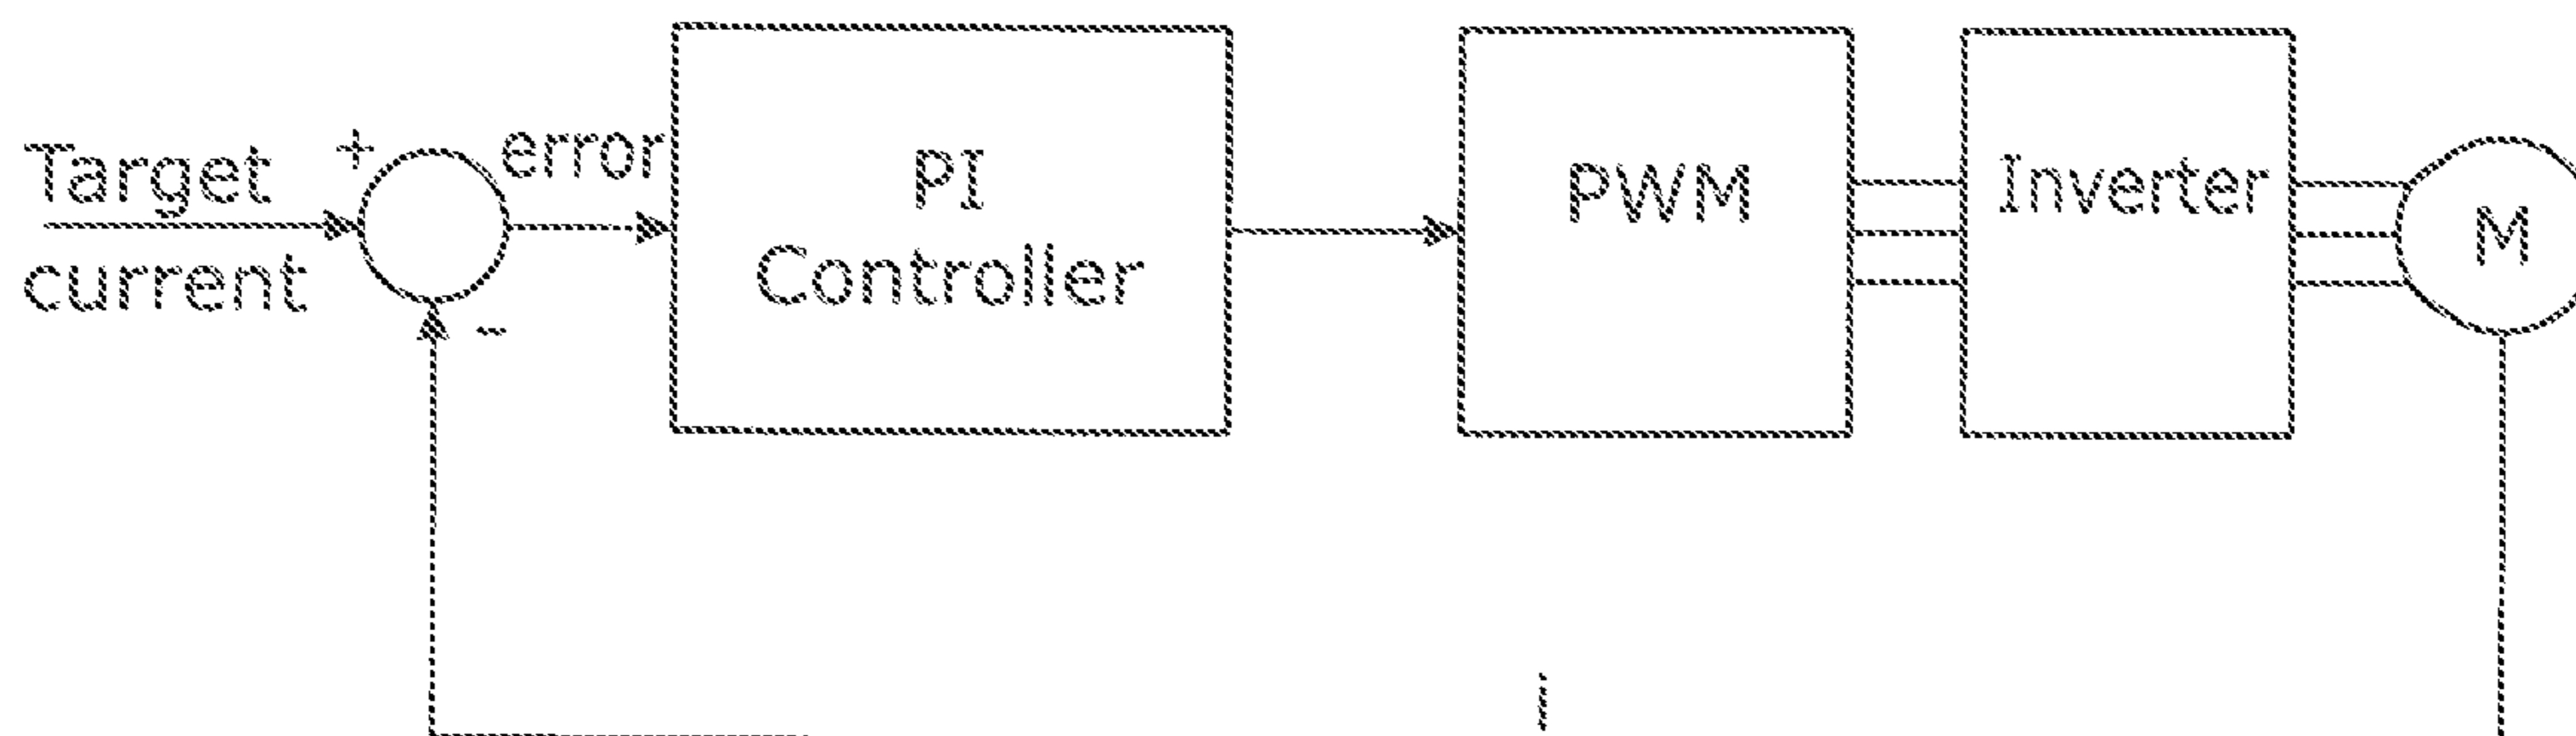 Target
current
+
-
error
PI
Controller
PWM
Inverter
M
i